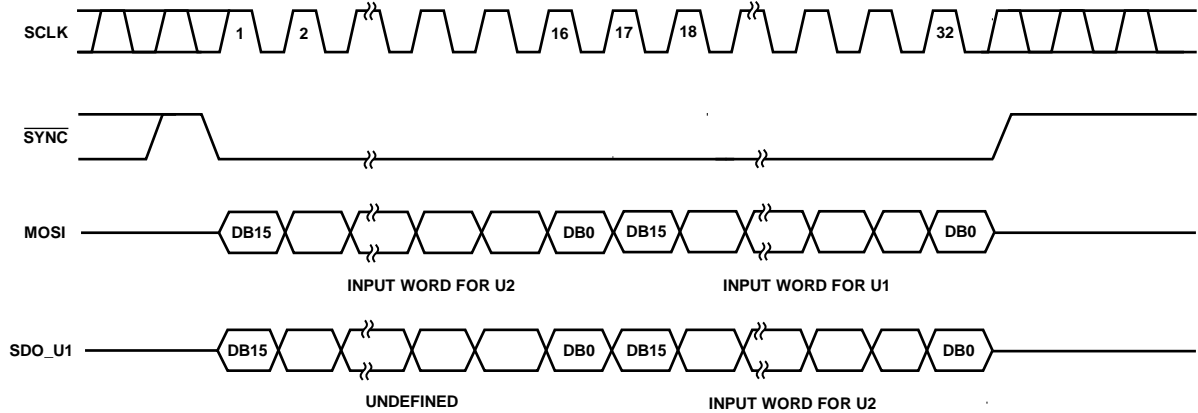 SCLK 1 2 16 17 18 32
SYNC
MOSI DB15 DB0 DB15 DB0
INPUT WORD FOR U2 INPUT WORD FOR U1
SDO_U1 DB15 DB0 DB15 DB0
UNDEFINED INPUT WORD FOR U2